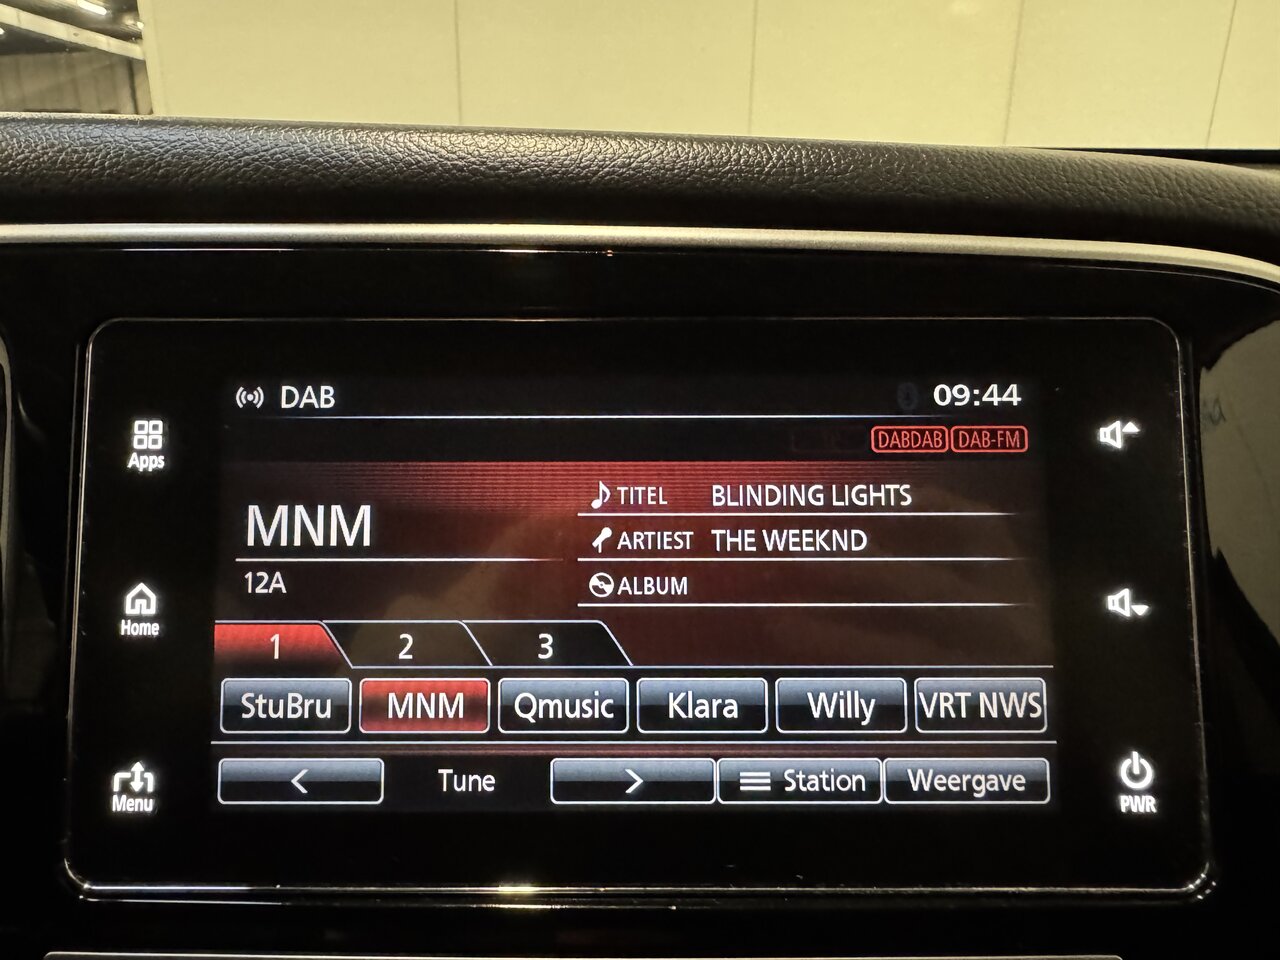 DAB 09:44
DABDAB DAB-FM
Apps
TITEL BLINDING LIGHTS
MNM
ARTIEST THE WEEKND
12A
ALBUM
Home
1 2 3
StuBru MNM Qmusic Klara Willy VRT NWS
< Tune > Station Weergave
Menu
PWR